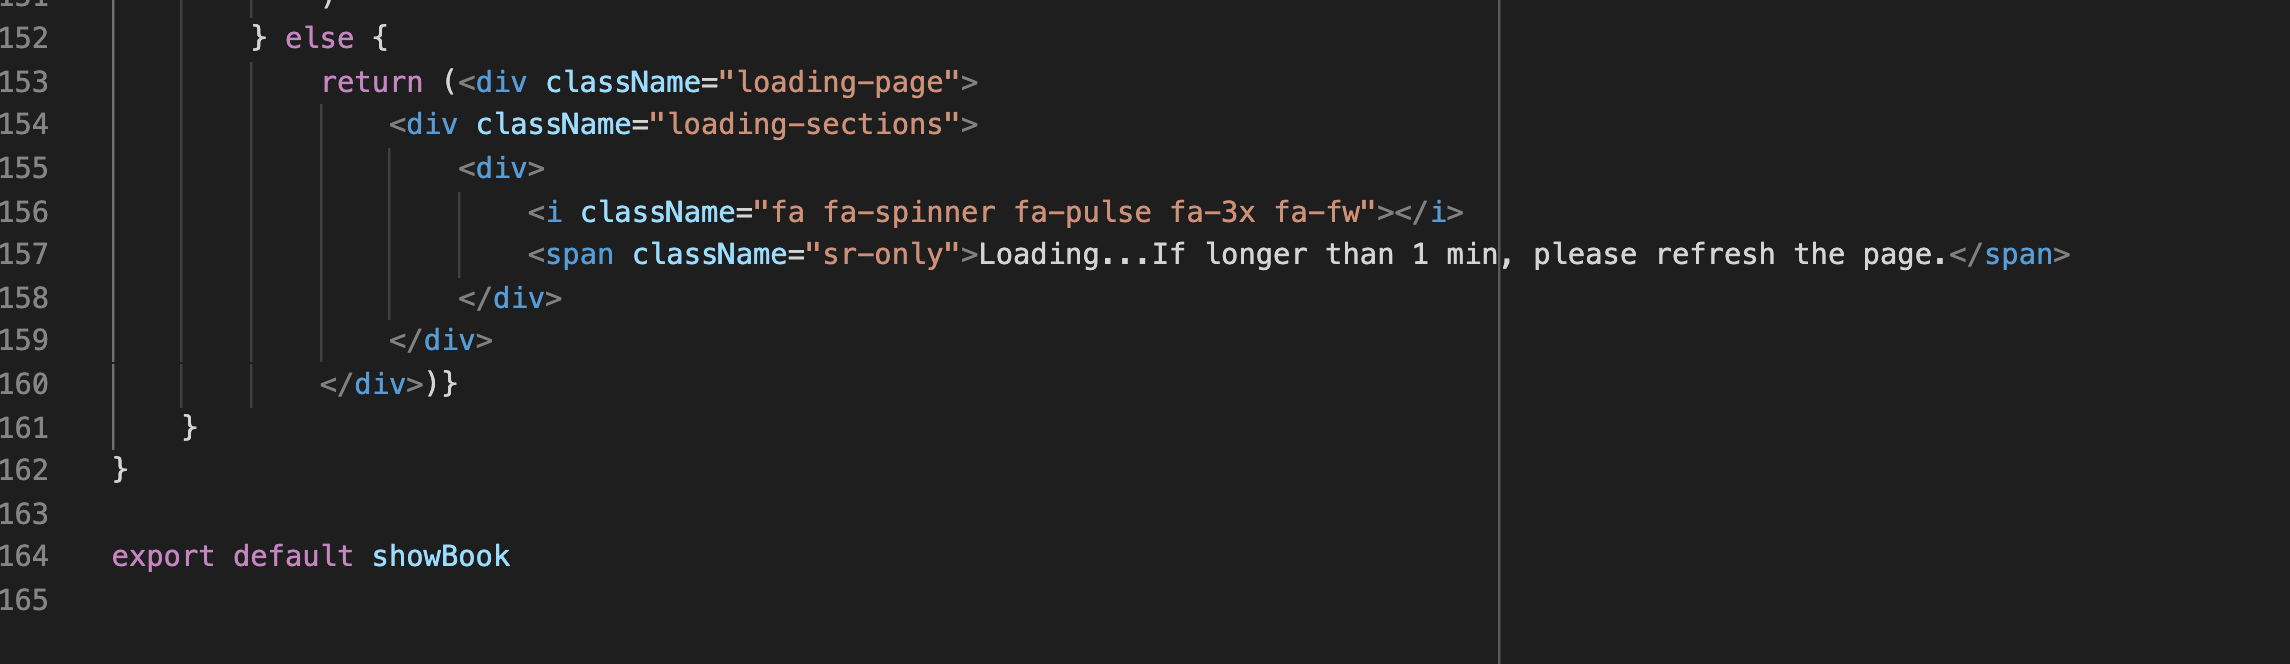 151 )
152 } else {
153 return (<div className="loading-page">
154 <div className="loading-sections">
155 <div>
156 <i className="fa fa-spinner fa-pulse fa-3x fa-fw"></i>
157 <span className="sr-only">Loading...If longer than 1 min, please refresh the page.</span>
158 </div>
159 </div>
160 </div>)}
161 }
162 }
163
164 export default showBook
165